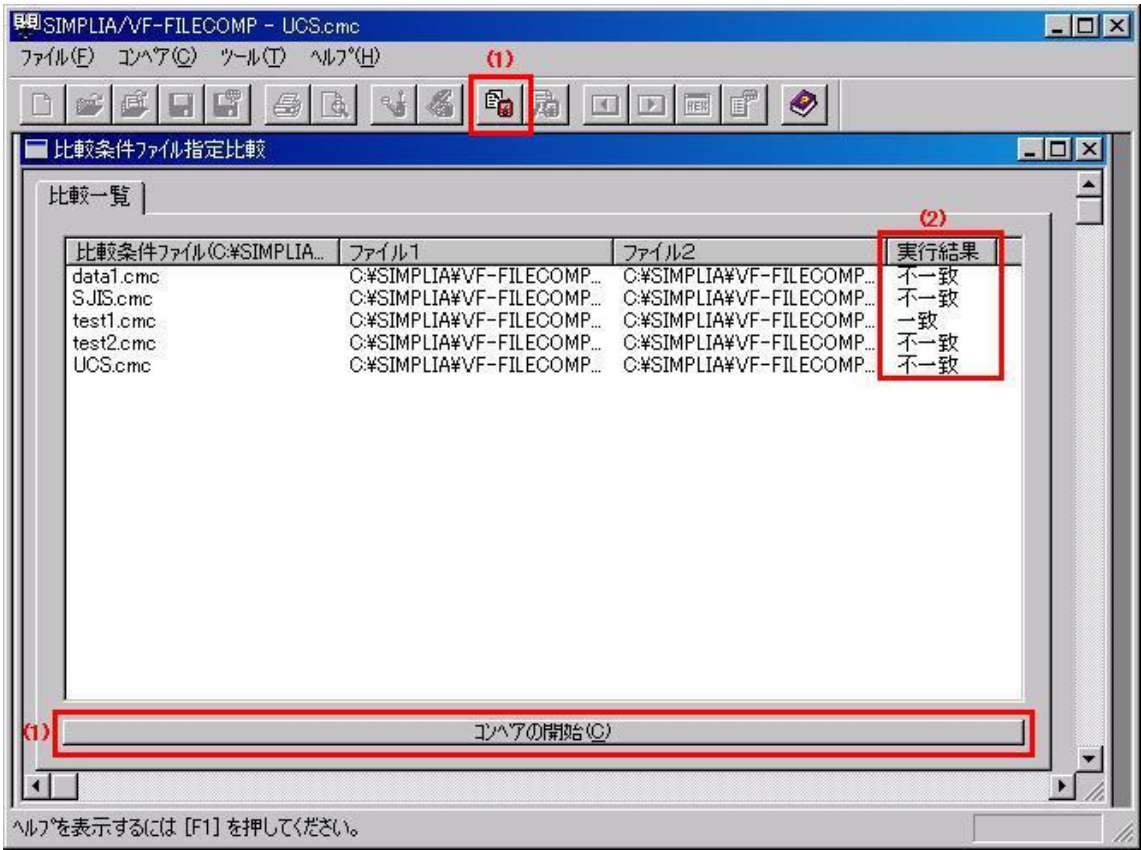 SIMPLIA/VF-FILECOMP - UCS.cmc
ファイル(F) コンペア(C) ツール(T) ヘルプ(H)
(1)
HEX
比較条件ファイル指定比較
比較一覧
(2)
比較条件ファイル(C:¥SIMPLIA... ファイル1 ファイル2 実行結果
data1.cmc C:¥SIMPLIA¥VF-FILECOMP... C:¥SIMPLIA¥VF-FILECOMP... 不一致
SJIS.cmc C:¥SIMPLIA¥VF-FILECOMP... C:¥SIMPLIA¥VF-FILECOMP... 不一致
test1.cmc C:¥SIMPLIA¥VF-FILECOMP... C:¥SIMPLIA¥VF-FILECOMP... 一致
test2.cmc C:¥SIMPLIA¥VF-FILECOMP... C:¥SIMPLIA¥VF-FILECOMP... 不一致
UCS.cmc C:¥SIMPLIA¥VF-FILECOMP... C:¥SIMPLIA¥VF-FILECOMP... 不一致
(1) コンペアの開始(C)
ヘルプを表示するには [F1] を押してください。